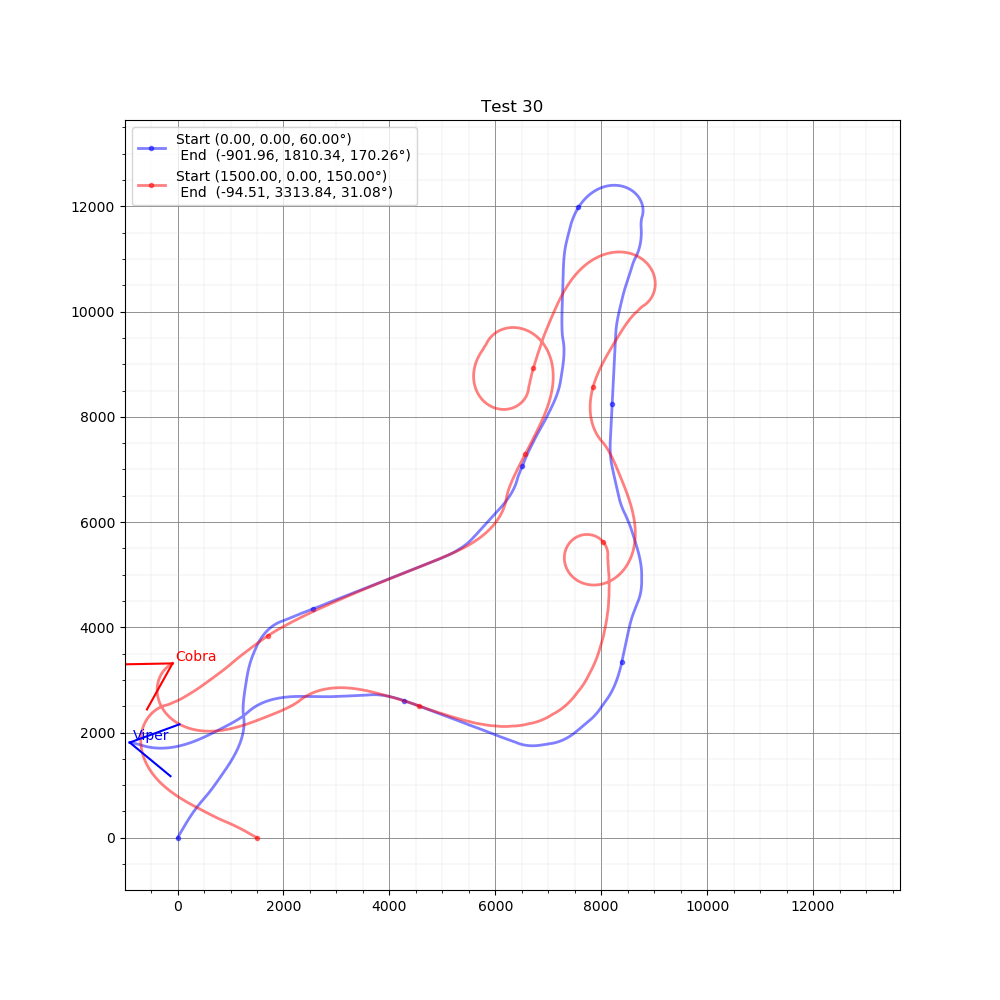 Test 30
Start (0.00, 0.00, 60.00°)
End (-901.96, 1810.34, 170.26°)
Start (1500.00, 0.00, 150.00°)
End (-94.51, 3313.84, 31.08°)
12000
10000
8000
6000
4000
2000
0
Cobra
Viper
0 2000 4000 6000 8000 10000 12000